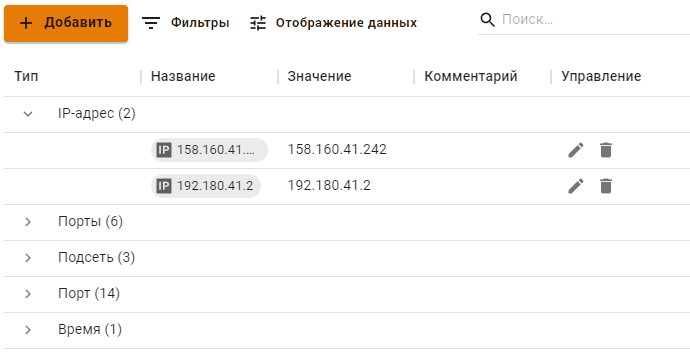 Добавить Фильтры Отображение данных Поиск...
Тип Название Значение Комментарий Управление
IP-адрес (2)
IP 158.160.41.... 158.160.41.242
IP 192.180.41.2 192.180.41.2
Порты (6)
Подсеть (3)
Порт (14)
Время (1)